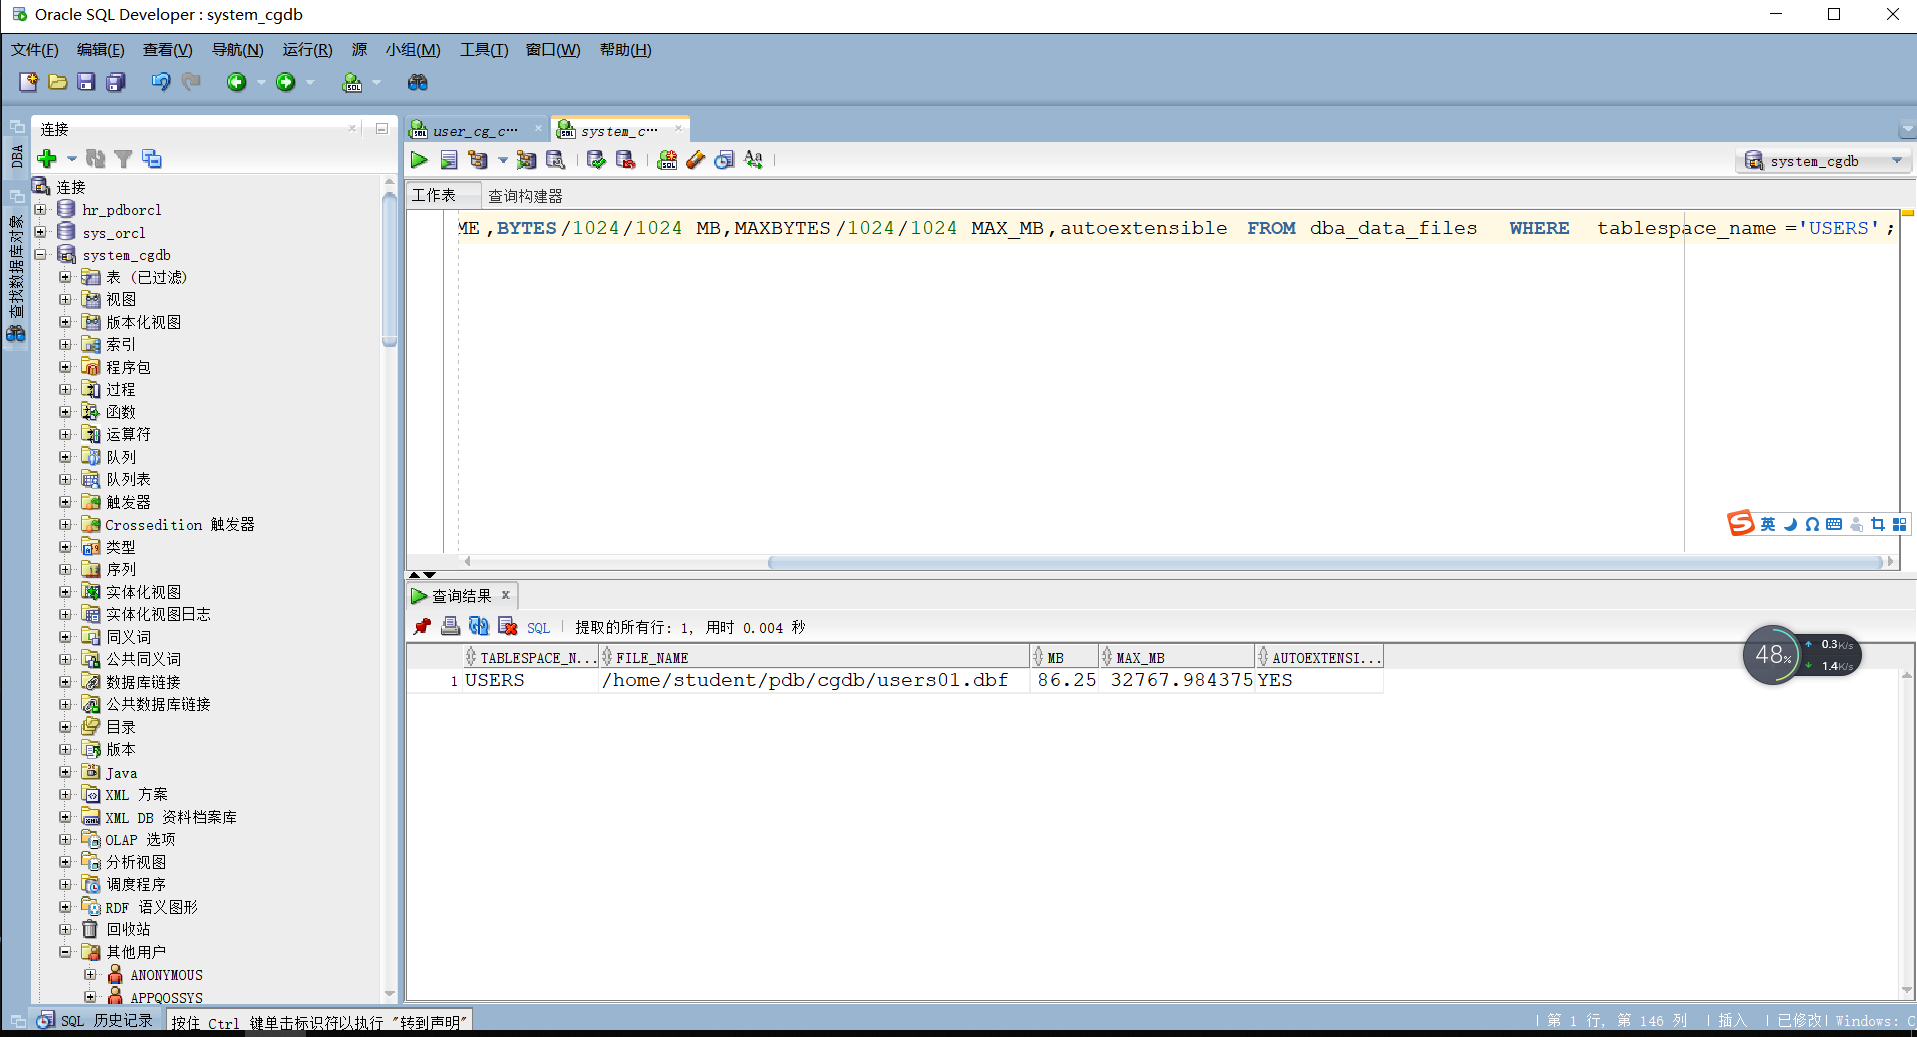 Oracle SQL Developer : system_cgdb
文件(F) 编辑(E) 查看(V) 导航(N) 运行(R) 源 小组(M) 工具(T) 窗口(W) 帮助(H)
DBA
查找数据库对象
连接
连接
hr_pdborcl
sys_orcl
system_cgdb
表 (已过滤)
视图
版本化视图
索引
程序包
过程
函数
运算符
队列
队列表
触发器
Crossedition 触发器
类型
序列
实体化视图
实体化视图日志
同义词
公共同义词
数据库链接
公共数据库链接
目录
版本
Java
XML 方案
XML DB 资料档案库
OLAP 选项
分析视图
调度程序
RDF 语义图形
回收站
其他用户
ANONYMOUS
APPQOSSYS
user_cg_c... system_c...
system_cgdb
工作表 查询构建器
ME,BYTES/1024/1024 MB,MAXBYTES/1024/1024 MAX_MB,autoextensible FROM dba_data_files WHERE tablespace_name='USERS';
英
查询结果
SQL 提取的所有行: 1, 用时 0.004 秒
TABLESPACE_N... FILE_NAME MB MAX_MB AUTOEXTENSI...
1 USERS /home/student/pdb/cgdb/users01.dbf 86.25 32767.984375 YES
48% 0.3K/s
1.4K/s
SQL 历史记录 按住 Ctrl 键单击标识符以执行 "转到声明"
第 1 行, 第 146 列 插入 已修改 Windows: C